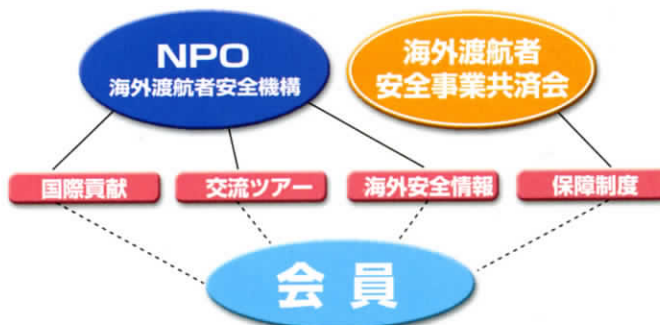 NPO
海外渡航者安全機構
海外渡航者
安全事業共済会
国際貢献
交流ツアー
海外安全情報
保障制度
会員